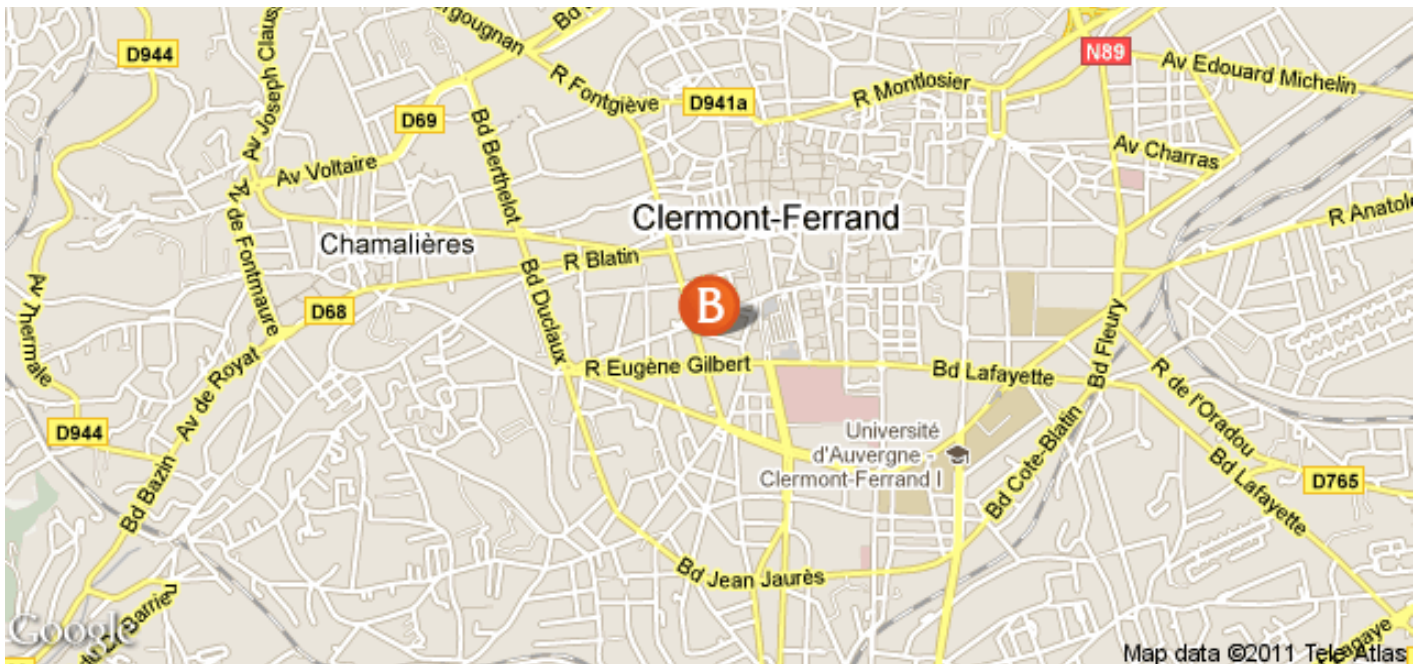 D944
Av Joseph Claus
D69
Av Voltaire
Av de Fontmaure
Chamalières
Bd Berthelot
R Fontgiève
D941a
R Montlosier
N89
Av Edouard Michelin
Av Charras
R Anatole
Clermont-Ferrand
R Blatin
B
D68
Av Thermale
Bd Duclaux
Av de Royat
R Eugène Gilbert
Bd Lafayette
Bd Fleury
R de l'Oradou
D944
Bd Bazin
Université
d'Auvergne -
Clermont-Ferrand I
Bd Cote-Blatin
Bd Lafayette
D765
Bd Jean Jaurès
Google
Map data ©2011 Tele Atlas